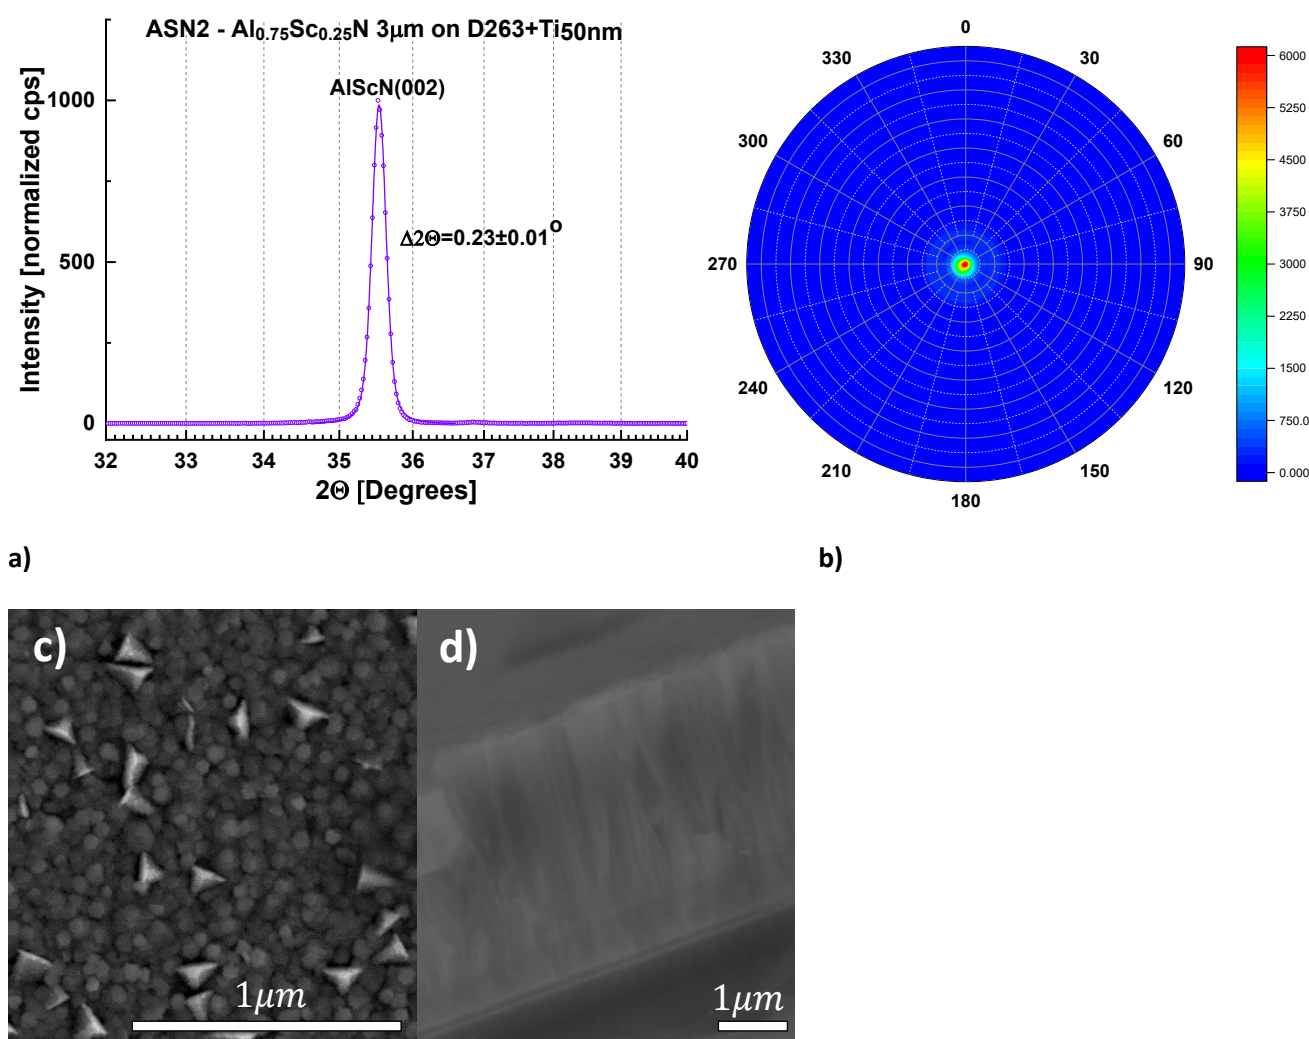 ASN2 - Al0.75Sc0.25N 3μm on D263+Ti50nm
AlScN(002)
Δ2Θ=0.23±0.01°
Intensity [normalized cps]
1000
500
0
32 33 34 35 36 37 38 39 40
2Θ [Degrees]
0
30
60
90
120
150
180
210
240
270
300
330
6000
5250
4500
3750
3000
2250
1500
750.0
0.000
a)
b)
c)
1μm
d)
1μm